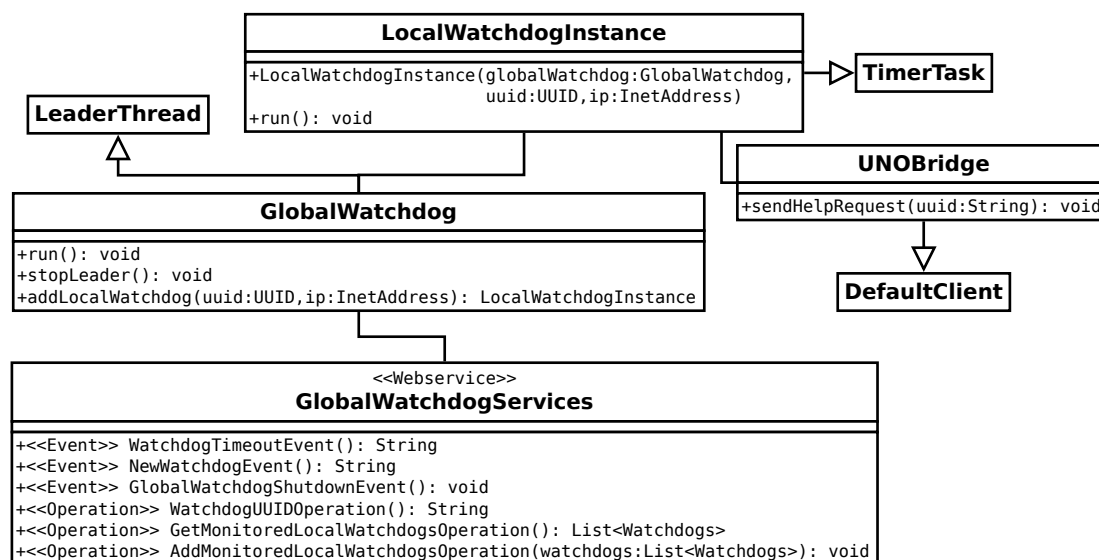 LocalWatchdogInstance
+LocalWatchdogInstance(globalWatchdog:GlobalWatchdog,
uuid:UUID,ip:InetAddress)
+run(): void
TimerTask
LeaderThread
UNOBridge
+sendHelpRequest(uuid:String): void
GlobalWatchdog
+run(): void
+stopLeader(): void
+addLocalWatchdog(uuid:UUID,ip:InetAddress): LocalWatchdogInstance
DefaultClient
<<Webservice>>
GlobalWatchdogServices
+<<Event>> WatchdogTimeoutEvent(): String
+<<Event>> NewWatchdogEvent(): String
+<<Event>> GlobalWatchdogShutdownEvent(): void
+<<Operation>> WatchdogUUIDOperation(): String
+<<Operation>> GetMonitoredLocalWatchdogsOperation(): List<Watchdogs>
+<<Operation>> AddMonitoredLocalWatchdogsOperation(watchdogs:List<Watchdogs>): void